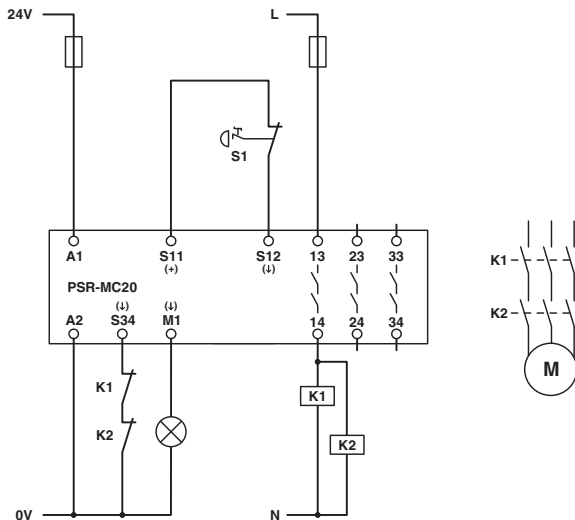 24V
L
S1
A1
S11
(+)
S12
(↓)
13
23
33
PSR-MC20
(↓)
(↓)
A2
S34
M1
14
24
34
K1
K2
K1
K2
K1
K2
M
0V
N